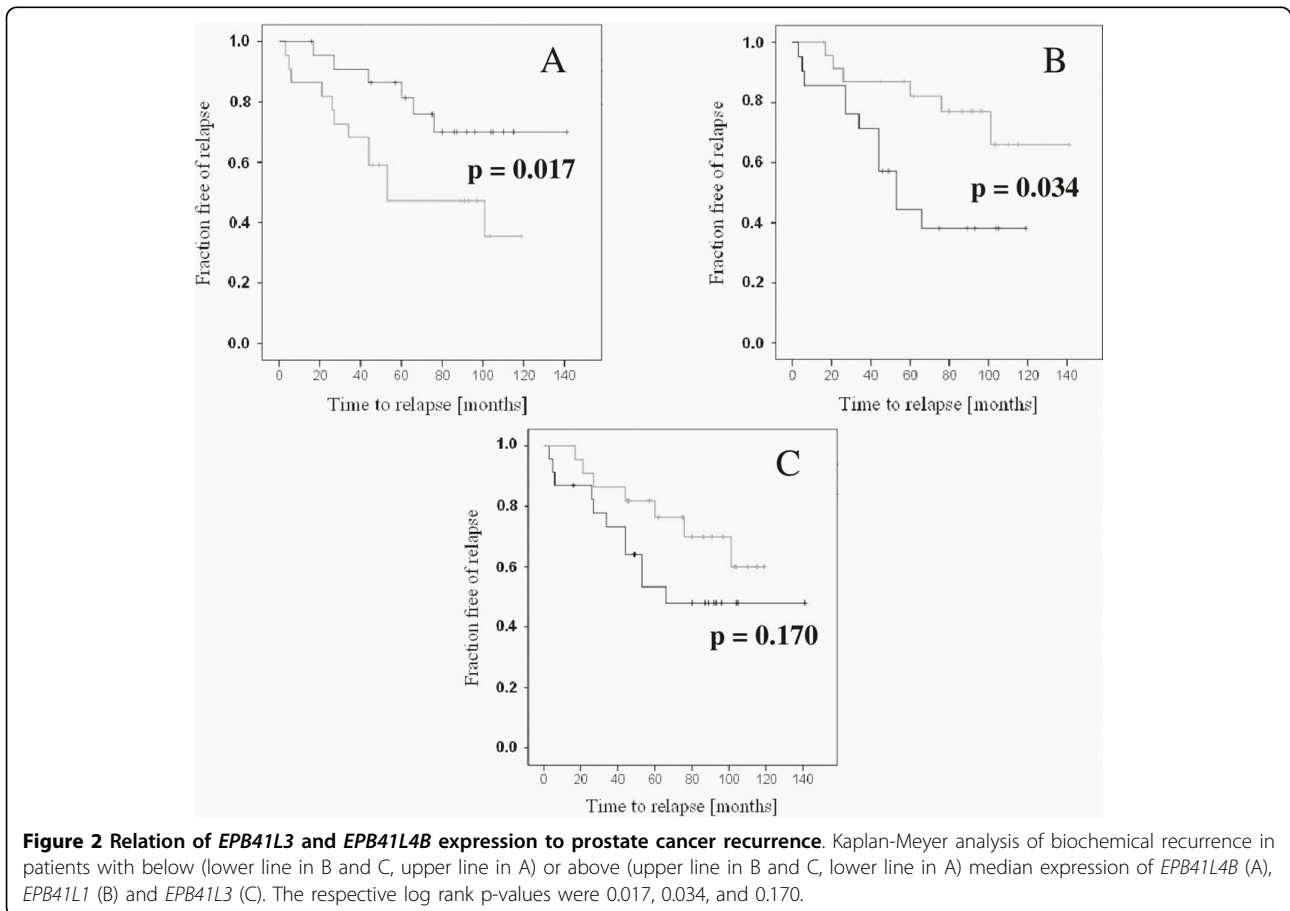 1.0
0.8
0.6
0.4
0.2
0.0
Fraction free of relapse
A
p = 0.017
0 20 40 60 80 100 120 140
Time to relapse [months]
1.0
0.8
0.6
0.4
0.2
0.0
Fraction free of relapse
B
p = 0.034
0 20 40 60 80 100 120 140
Time to relapse [months]
1.0
0.8
0.6
0.4
0.2
0.0
Fraction free of relapse
C
p = 0.170
0 20 40 60 80 100 120 140
Time to relapse [months]
Figure 2 Relation of EPB41L3 and EPB41L4B expression to prostate cancer recurrence. Kaplan-Meyer analysis of biochemical recurrence in
patients with below (lower line in B and C, upper line in A) or above (upper line in B and C, lower line in A) median expression of EPB41L4B (A),
EPB41L1 (B) and EPB41L3 (C). The respective log rank p-values were 0.017, 0.034, and 0.170.